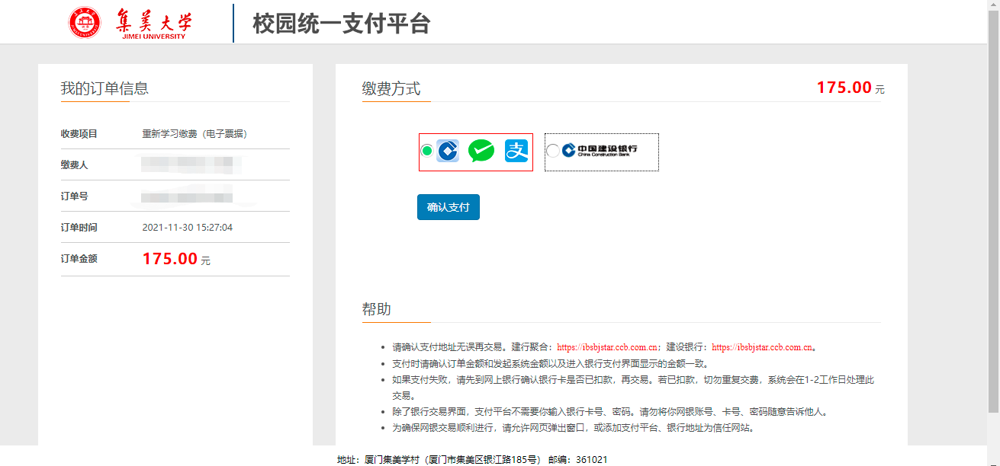 集美大学
JIMEI UNIVERSITY
校园统一支付平台
我的订单信息
收费项目 重新学习缴费（电子票据）
缴费人
订单号
订单时间 2021-11-30 15:27:04
订单金额 175.00 元
缴费方式 175.00 元
支 中国建设银行
China Construction Bank
确认支付
帮助
请确认支付地址无误再交易。建行聚合：https://ibsbjstar.ccb.com.cn；建设银行：https://ibsbjstar.ccb.com.cn。
支付时请确认订单金额和发起系统金额以及进入银行支付界面显示的金额一致。
如果支付失败，请先到网上银行确认银行卡是否已扣款，再交易。若已扣款，切勿重复交费，系统会在1-2工作日处理此
交易。
除了银行交易界面，支付平台不需要你输入银行卡号、密码。请勿将你网银账号、卡号、密码随意告诉他人。
为确保网银交易顺利进行，请允许网页弹出窗口，或添加支付平台、银行地址为信任网站。
地址：厦门集美学村（厦门市集美区银江路185号） 邮编：361021